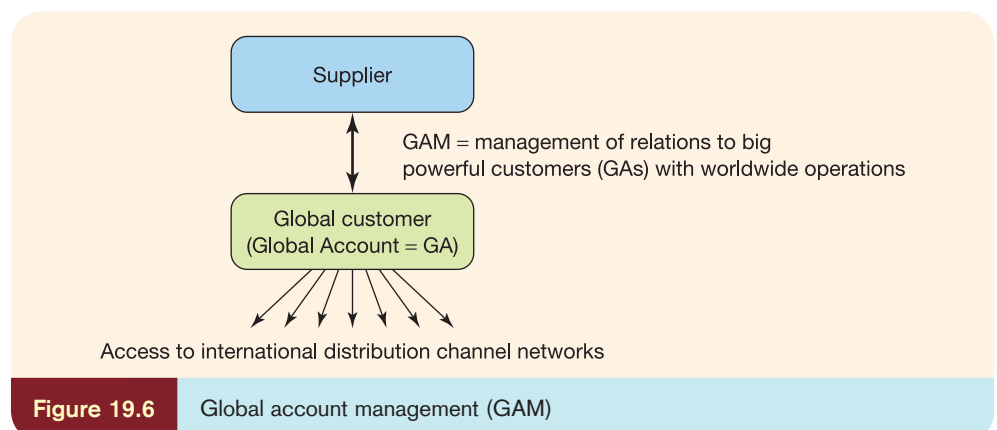 Supplier
GAM = management of relations to big
powerful customers (GAs) with worldwide operations
Global customer
(Global Account = GA)
Access to international distribution channel networks
Figure 19.6 Global account management (GAM)